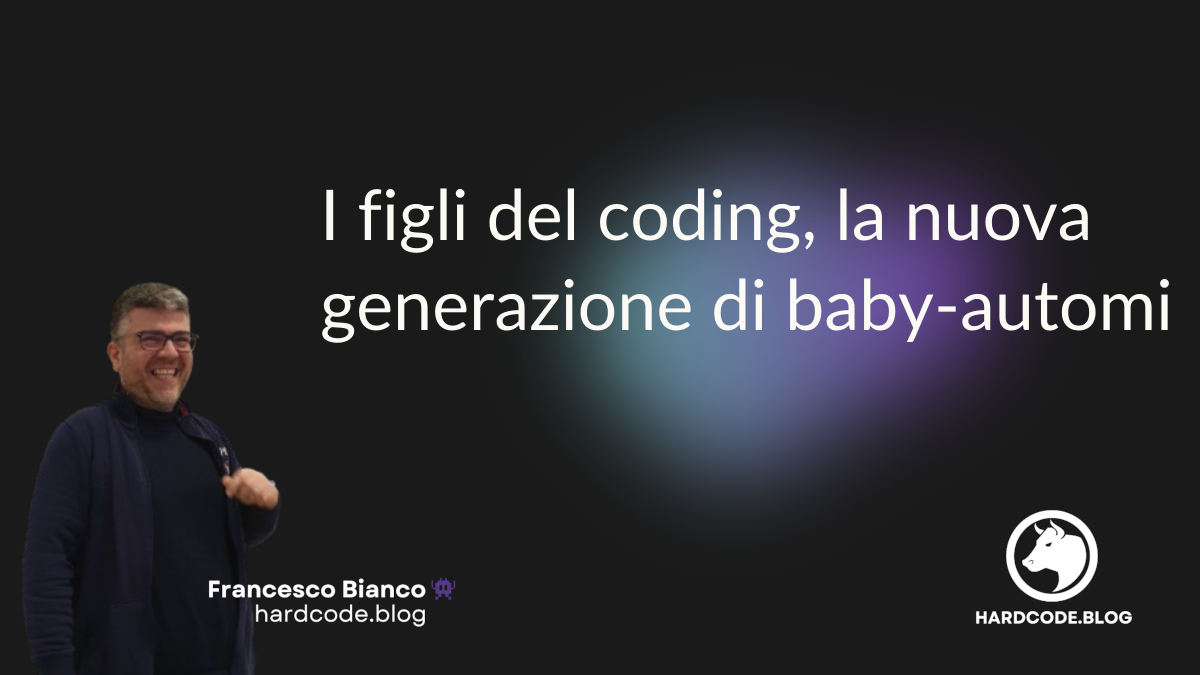 I figli del coding, la nuova
generazione di baby-automi
Francesco Bianco
hardcode.blog
HARDCODE.BLOG